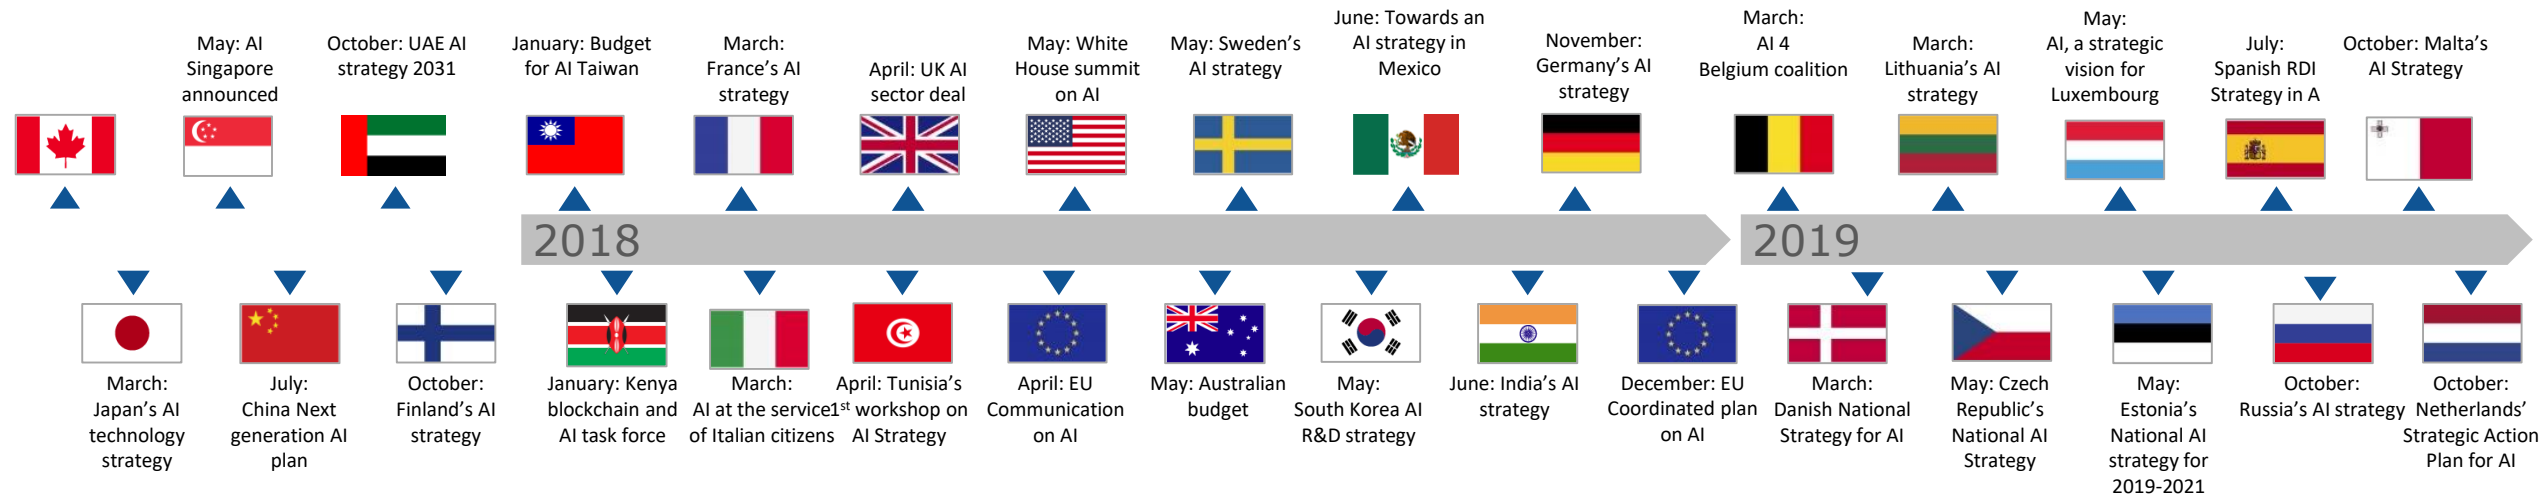 May: AI
Singapore
announced
October: UAE AI
strategy 2031
January: Budget
for AI Taiwan
March:
France’s AI
strategy
April: UK AI
sector deal
May: White
House summit
on AI
May: Sweden’s
AI strategy
June: Towards an
AI strategy in
Mexico
November:
Germany’s AI
strategy
March:
AI 4
Belgium coalition
March:
Lithuania’s AI
strategy
May:
AI, a strategic
vision for
Luxembourg
July:
Spanish RDI
Strategy in A
October: Malta’s
AI Strategy
2018
2019
March:
Japan’s AI
technology
strategy
July:
China Next
generation AI
plan
October:
Finland’s AI
strategy
January: Kenya
blockchain and
AI task force
March:
AI at the service
of Italian citizens
April: Tunisia’s
1st workshop on
AI Strategy
April: EU
Communication
on AI
May: Australian
budget
May:
South Korea AI
R&D strategy
June: India’s AI
strategy
December: EU
Coordinated plan
on AI
March:
Danish National
Strategy for AI
May: Czech
Republic’s
National AI
Strategy
May:
Estonia’s
National AI
strategy for
2019-2021
October:
Russia’s AI strategy
October:
Netherlands’
Strategic Action
Plan for AI